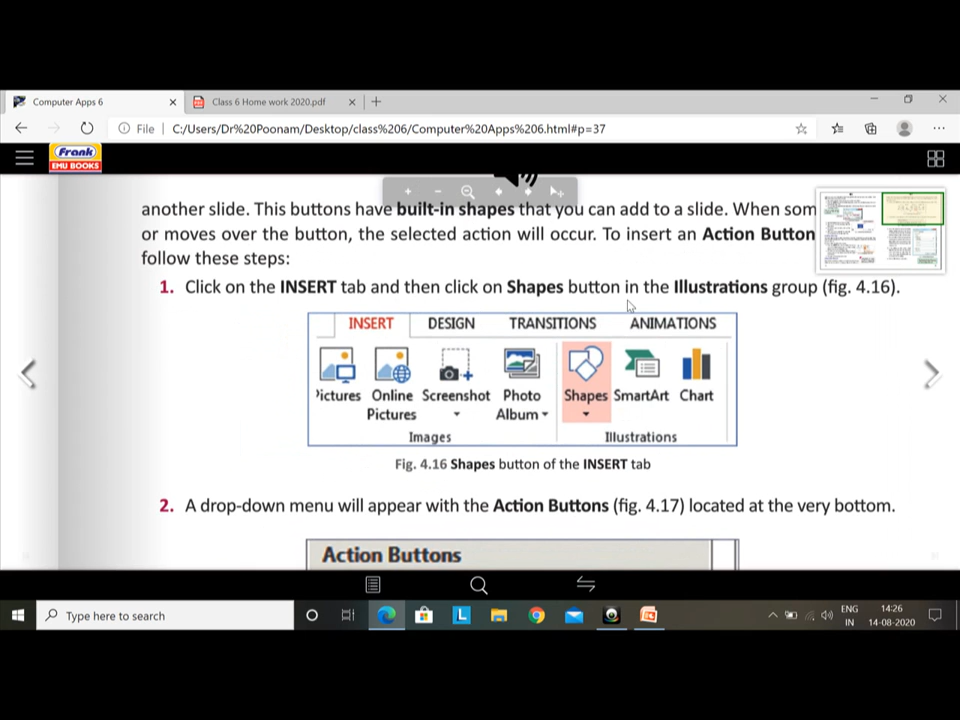 Computer Apps 6
Class 6 Home work 2020.pdf
File | C:/Users/Dr%20Poonam/Desktop/class%206/Computer%20Apps%206.html#p=37
Frank
EMU BOOKS
another slide. This buttons have built-in shapes that you can add to a slide. When som
or moves over the button, the selected action will occur. To insert an Action Button
follow these steps:
1. Click on the INSERT tab and then click on Shapes button in the Illustrations group (fig. 4.16).
INSERT DESIGN TRANSITIONS ANIMATIONS
Pictures Online Screenshot Photo Shapes SmartArt Chart
Pictures Album
Images Illustrations
Fig. 4.16 Shapes button of the INSERT tab
2. A drop-down menu will appear with the Action Buttons (fig. 4.17) located at the very bottom.
Action Buttons
Type here to search
ENG 14:26
IN 14-08-2020